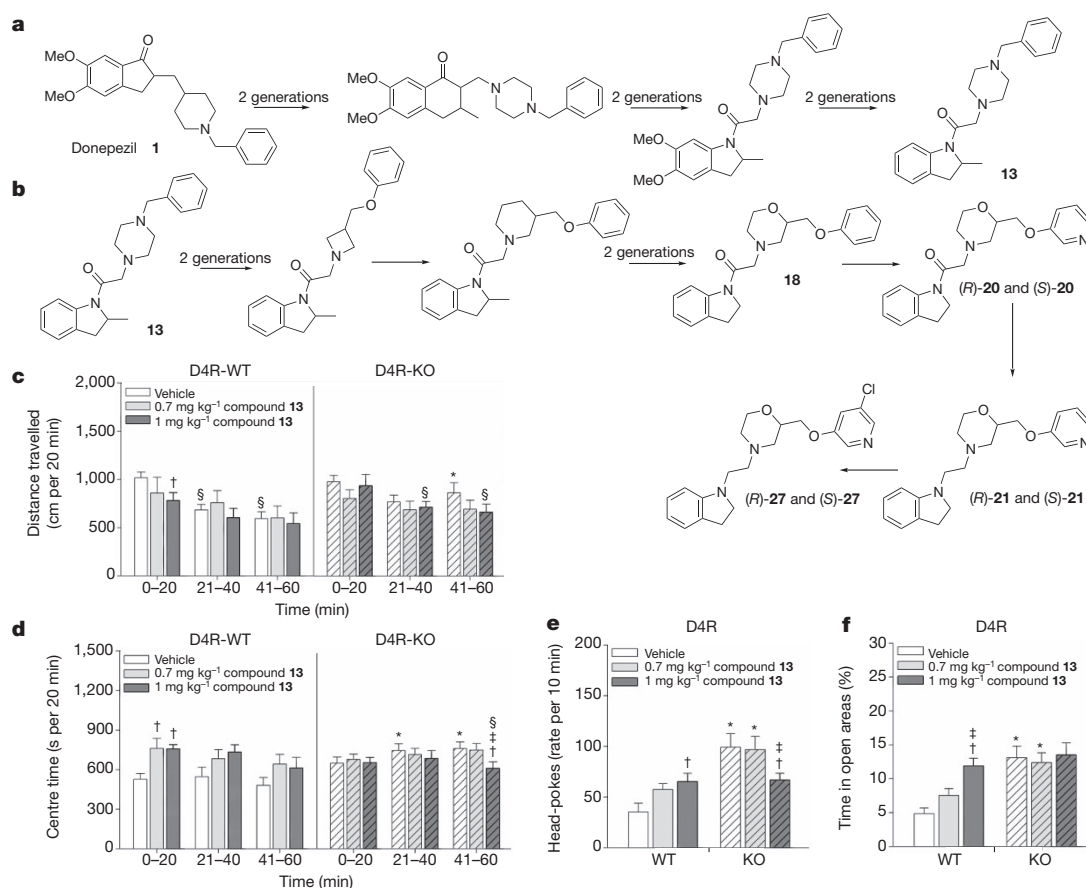 a
O
MeO
MeO
N
Donepezil 1
2 generations
O
MeO
MeO
N
N
2 generations
N
N
O
N
MeO
MeO
2 generations
N
N
O
N
13
b
N
N
O
N
13
2 generations
O
N
O
N
O
N
O
N
2 generations
O
O
N
O
N
18
O
O
N
N
O
N
(R)-20 and (S)-20
O
O
N
N
N
(R)-21 and (S)-21
Cl
O
O
N
N
N
(R)-27 and (S)-27
c
D4R-WT
D4R-KO
Vehicle
0.7 mg kg⁻¹ compound 13
1 mg kg⁻¹ compound 13
Distance travelled
(cm per 20 min)
2,000
1,500
1,000
500
0
†
§
§
§
*
§
0–20
21–40
41–60
0–20
21–40
41–60
Time (min)
d
D4R-WT
D4R-KO
Vehicle
0.7 mg kg⁻¹ compound 13
1 mg kg⁻¹ compound 13
Centre time (s per 20 min)
1,500
1,200
900
600
300
0
†
†
*
*
§
‡
†
0–20
21–40
41–60
0–20
21–40
41–60
Time (min)
e
D4R
Vehicle
0.7 mg kg⁻¹ compound 13
1 mg kg⁻¹ compound 13
Head-pokes (rate per 10 min)
200
150
100
50
0
†
*
*
‡
†
WT
KO
f
D4R
Vehicle
0.7 mg kg⁻¹ compound 13
1 mg kg⁻¹ compound 13
Time in open areas (%)
30
25
20
15
10
5
0
‡
†
*
*
WT
KO